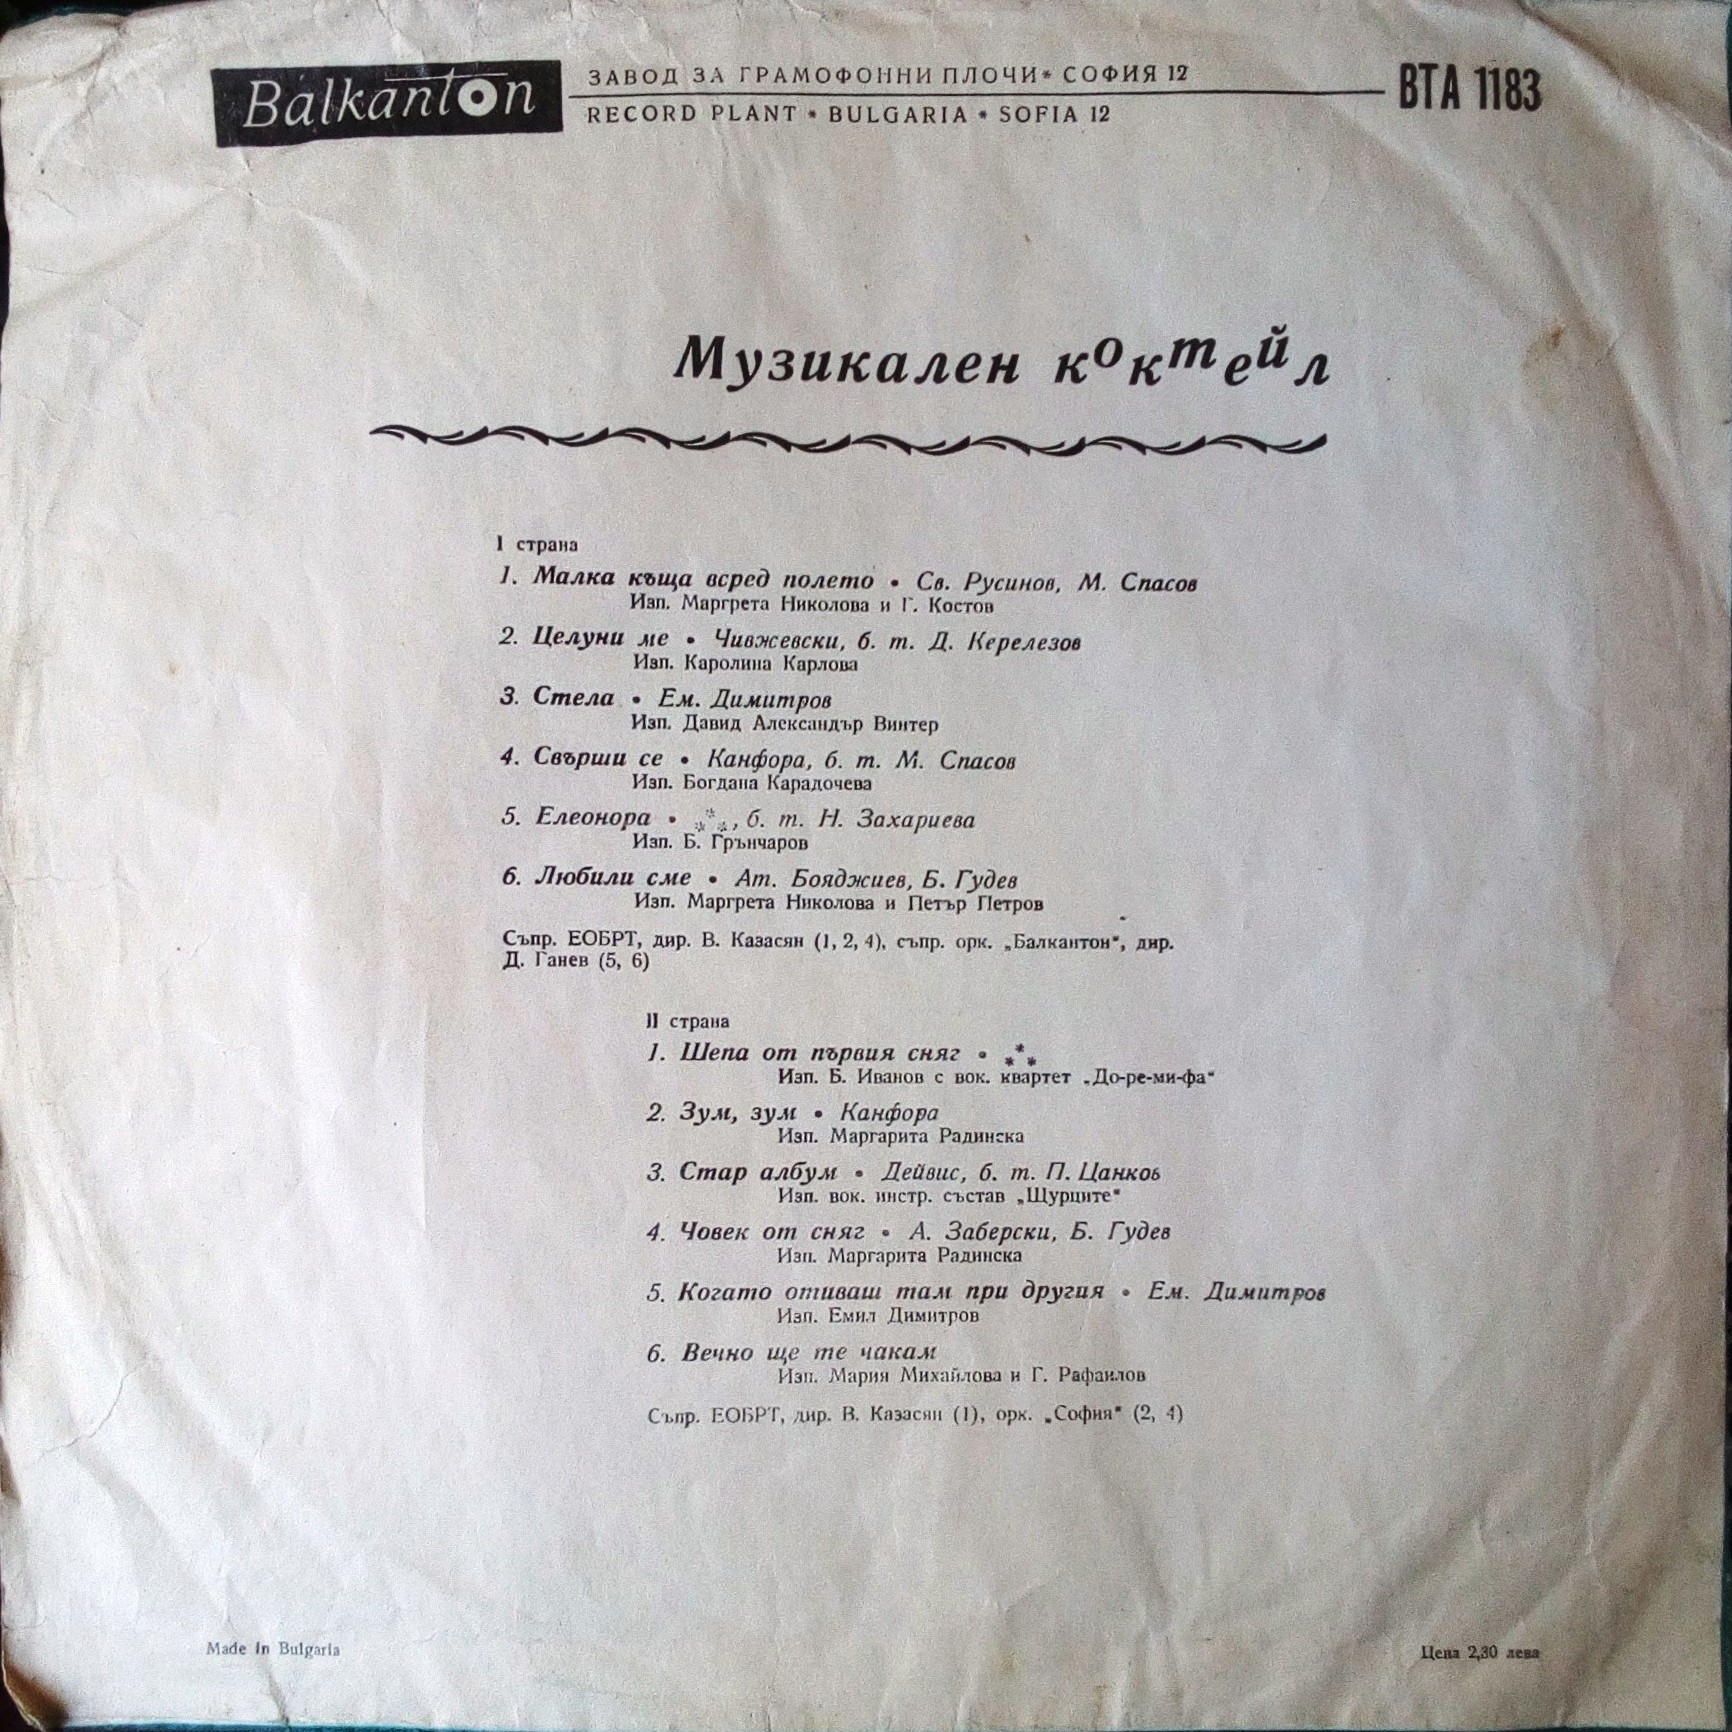 Balkanton
ЗАВОД ЗА ГРАМОФОННИ ПЛОЧИ * СОФИЯ 12
RECORD PLANT * BULGARIA * SOFIA 12
ВТА 1183
Музикален коктейл
I страна
1. Малка къща всред полето • Св. Русинов, М. Спасов
Изп. Маргрета Николова и Г. Костов
2. Целуни ме • Чивжевски, б. т. Д. Керелезов
Изп. Каролина Карлова
3. Стела • Ем. Димитров
Изп. Давид Александър Винтер
4. Свърши се • Канфора, б. т. М. Спасов
Изп. Богдана Карадочева
5. Елеонора • ***, б. т. Н. Захариева
Изп. Б. Грънчаров
6. Любили сме • Ат. Бояджиев, Б. Гудев
Изп. Маргрета Николова и Петър Петров
Съпр. ЕОБРТ, дир. В. Казасян (1, 2, 4), съпр. орк. „Балкантон“, дир.
Д. Ганев (5, 6)
II страна
1. Шепа от първия сняг • ***
Изп. Б. Иванов с вок. квартет „До-ре-ми-фа“
2. Зум, зум • Канфора
Изп. Маргарита Радинска
3. Стар албум • Дейвис, б. т. П. Цанков
Изп. вок. инстр. състав „Щурците“
4. Човек от сняг • А. Заберски, Б. Гудев
Изп. Маргарита Радинска
5. Когато отиваш там при другия • Ем. Димитров
Изп. Емил Димитров
6. Вечно ще те чакам
Изп. Мария Михайлова и Г. Рафаилов
Съпр. ЕОБРТ, дир. В. Казасян (1), орк. „София“ (2, 4)
Made in Bulgaria
Цена 2,30 лева